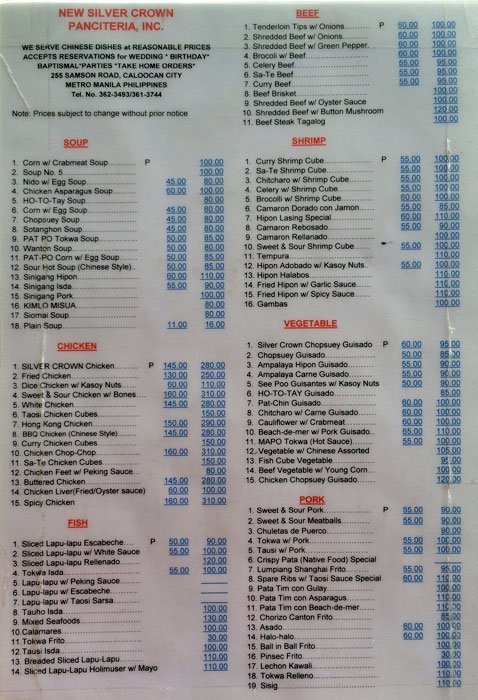 NEW SILVER CROWN
PANCITERIA, INC.
WE SERVE CHINESE DISHES at REASONABLE PRICES
ACCEPTS RESERVATIONS for WEDDING * BIRTHDAY*
BAPTISMAL*PARTIES *TAKE HOME ORDERS*
255 SAMSON ROAD, CALOOCAN CITY
METRO MANILA PHILIPPINES
Tel. No. 362-3493/361-3744
Note: Prices subject to change without prior notice
SOUP
1. Corn w/ Crabmeat Soup........... P 100.00
2. Soup No. 5........................ 100.00
3. Nido w/ Egg Soup.............. 45.00 80.00
4. Chicken Asparagus Soup....... 60.00 100.00
5. HO-TO-Tay Soup................ 80.00
6. Corn w/ Egg Soup.............. 45.00 80.00
7. Chopsuey Soup................. 45.00 80.00
8. Sotanghon Soup................ 45.00 80.00
9. PAT PO Tokwa Soup............ 50.00 85.00
10. Wanton Soup.................. 50.00 80.00
11. PAT-PO Corn w/ Egg Soup..... 50.00 85.00
12. Sour Hot Soup (Chinese Style).. 50.00 85.00
13. Sinigang Hipon................ 60.00 110.00
14. Sinigang Isda................. 55.00 90.00
15. Sinigang Pork................. 100.00
16. KIMLO MISUA................. 80.00
17. Siomai Soup.................. 80.00
18. Plain Soup.................... 11.00 16.00
CHICKEN
1. SILVER CROWN Chicken......... P 145.00 280.00
2. Fried Chicken................. 130.00 250.00
3. Dice Chicken w/ Kasoy Nuts.... 60.00 110.00
4. Sweet & Sour Chicken w/ Bones.... 160.00 310.00
5. White Chicken................. 145.00 280.00
6. Taosi Chicken Cubes........... 150.00
7. Hong Kong Chicken............ 150.00 290.00
8. BBQ Chicken (Chinese Style)..... 145.00 280.00
9. Curry Chicken Cubes........... 150.00
10. Chicken Chop-Chop............ 160.00 310.00
11. Sa-Te Chicken Cubes.......... 150.00
12. Chicken Feet w/ Peking Sauce.... 80.00
13. Buttered Chicken............. 145.00 280.00
14. Chicken Liver(Fried/Oyster sauce) 60.00 100.00
15. Spicy Chicken................ 160.00 310.00
FISH
1. Sliced Lapu-lapu Escabeche.... P 50.00 90.00
2. Sliced Lapu-lapu w/ White Sauce 55.00 100.00
3. Sliced Lapu-lapu Rellenado 120.00
4. Tokwa Isda.................... 55.00 100.00
5. Lapu-lapu w/ Peking Sauce
6. Lapu-lapu w/ Escabeche........
7. Lapu-lapu w/ Taosi Sarsa.......
8. Tauho Isda.................... 100.00
9. Mixed Seafoods................ 130.00
10. Calamares.................... 100.00
11. Tokwa Frito.................. 30.00
12. Tausi Isda................... 100.00
13. Breaded Sliced Lapu-Lapu..... 110.00
14. Sliced Lapu-Lapu Holimuser w/ Mayo 110.00
BEEF
1. Tenderloin Tips w/ Onions..... P 60.00 100.00
2. Shredded Beef w/ Onions...... 55.00 100.00
3. Shredded Beef w/ Green Pepper. 60.00 100.00
4. Brocoli w/ Beef............... 60.00 100.00
5. Celery Beef................... 55.00 95.00
6. Sa-Te Beef.................... 55.00 95.00
7. Curry Beef.................... 55.00 95.00
8. Beef Brisket.................. 100.00
9. Shredded Beef w/ Oyster Sauce 100.00
10. Shredded Beef w/ Button Mushroom 120.00
11. Beef Steak Tagalog 100.00
SHRIMP
1. Curry Shrimp Cube............ P 55.00 100.00
2. Sa-Te Shrimp Cube............ 55.00 100.00
3. Chitcharo w/ Shrimp Cube..... 55.00 100.00
4. Celery w/ Shrimp Cube........ 55.00 100.00
5. Brocolli w/ Shrimp Cube...... 55.00 100.00
6. Camaron Dorado con Jamon.... 55.00 85.00
7. Hipon Lasing Special.......... 60.00 110.00
8. Camaron Rebosado............ 55.00 90.00
9. Camaron Rellanado........... 100.00
10. Sweet & Sour Shrimp Cube.... 55.00 100.00
11. Tempura..................... 110.00
12. Hipon Adobado w/ Kasoy Nuts.. 55.00 100.00
13. Hipon Halabos............... 110.00
14. Fried Hipon w/ Garlic Sauce.... 110.00
15. Fried Hipon w/ Spicy Sauce.... 110.00
16. Gambas 100.00
VEGETABLE
1. Silver Crown Chopsuey Guisado P 60.00 95.00
2. Chopsuey Guisado............. 50.00 85.00
3. Ampalaya Hipon Guisado...... 55.00 90.00
4. Ampalaya Carne Guisado...... 55.00 90.00
5. See Poo Guisantes w/ Kasoy Nuts 50.00 90.00
6. HO-TO-TAY Guisado........... 85.00
7. Pat-Chin Guisado............. 60.00 100.00
8. Chitcharo w/ Carne Guisado... 60.00 100.00
9. Cauliflower w/ Crabmeat...... 60.00 100.00
10. Beach-de-mer w/ Pork Guisado.. 55.00 110.00
11. MAPO Tokwa (Hot Sauce)..... 55.00 100.00
12. Vegetable w/ Chinese Assorted 105.00
13. Fish Cube Vegetable.......... 91.00
14. Beef Vegetable w/ Young Corn... 100.00
15. Chicken Chopsuey Guisado.... 120.00
PORK
1. Sweet & Sour Pork............ P 55.00 90.00
2. Sweet & Sour Meatballs....... 55.00 90.00
3. Chuletas de Puerco........... 90.00
4. Tokwa w/ Pork............... 55.00 100.00
5. Tausi w/ Pork................ 55.00 100.00
6. Crispy Pata (Native Food) Special
7. Lumpiang Shanghai Frito...... 55.00 95.00
8. Spare Ribs w/ Taosi Sauce Special 60.00 110.00
9. Pata Tim con Gulay........... 100.00
10. Pata Tim con Asparagus...... 110.00
11. Pata Tim con Beach-de-mer.... 110.00
12. Chorizo Canton Frito......... 85.00
13. Asado....................... 60.00 100.00
14. Halo-halo................... 60.00 100.00
15. Ball in Ball Frito............ 100.00
16. Pinsec Frito................. 30.00
17. Lechon Kawali............... 100.00
18. Tokwa Relleno............... 110.00
19. Sisig........................ 110.00